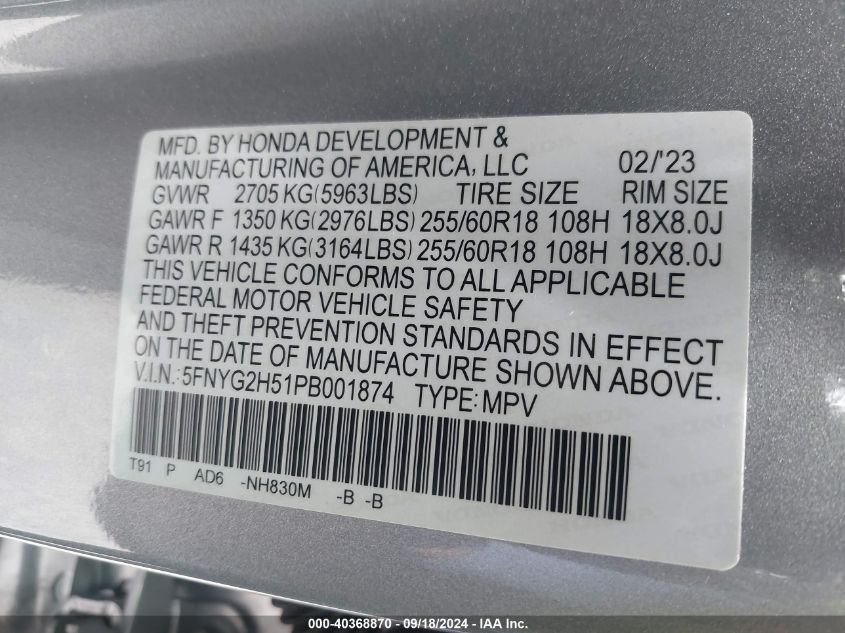 MFD. BY HONDA DEVELOPMENT &
MANUFACTURING OF AMERICA, LLC 02/'23
GVWR 2705 KG(5963LBS) TIRE SIZE RIM SIZE
GAWR F 1350 KG(2976LBS) 255/60R18 108H 18X8.0J
GAWR R 1435 KG(3164LBS) 255/60R18 108H 18X8.0J
THIS VEHICLE CONFORMS TO ALL APPLICABLE
FEDERAL MOTOR VEHICLE SAFETY
AND THEFT PREVENTION STANDARDS IN EFFECT
ON THE DATE OF MANUFACTURE SHOWN ABOVE.
V.I.N.: 5FNYG2H51PB001874 TYPE: MPV
T91 P AD6 -NH830M -B -B
000-40368870 - 09/18/2024 - IAA Inc.